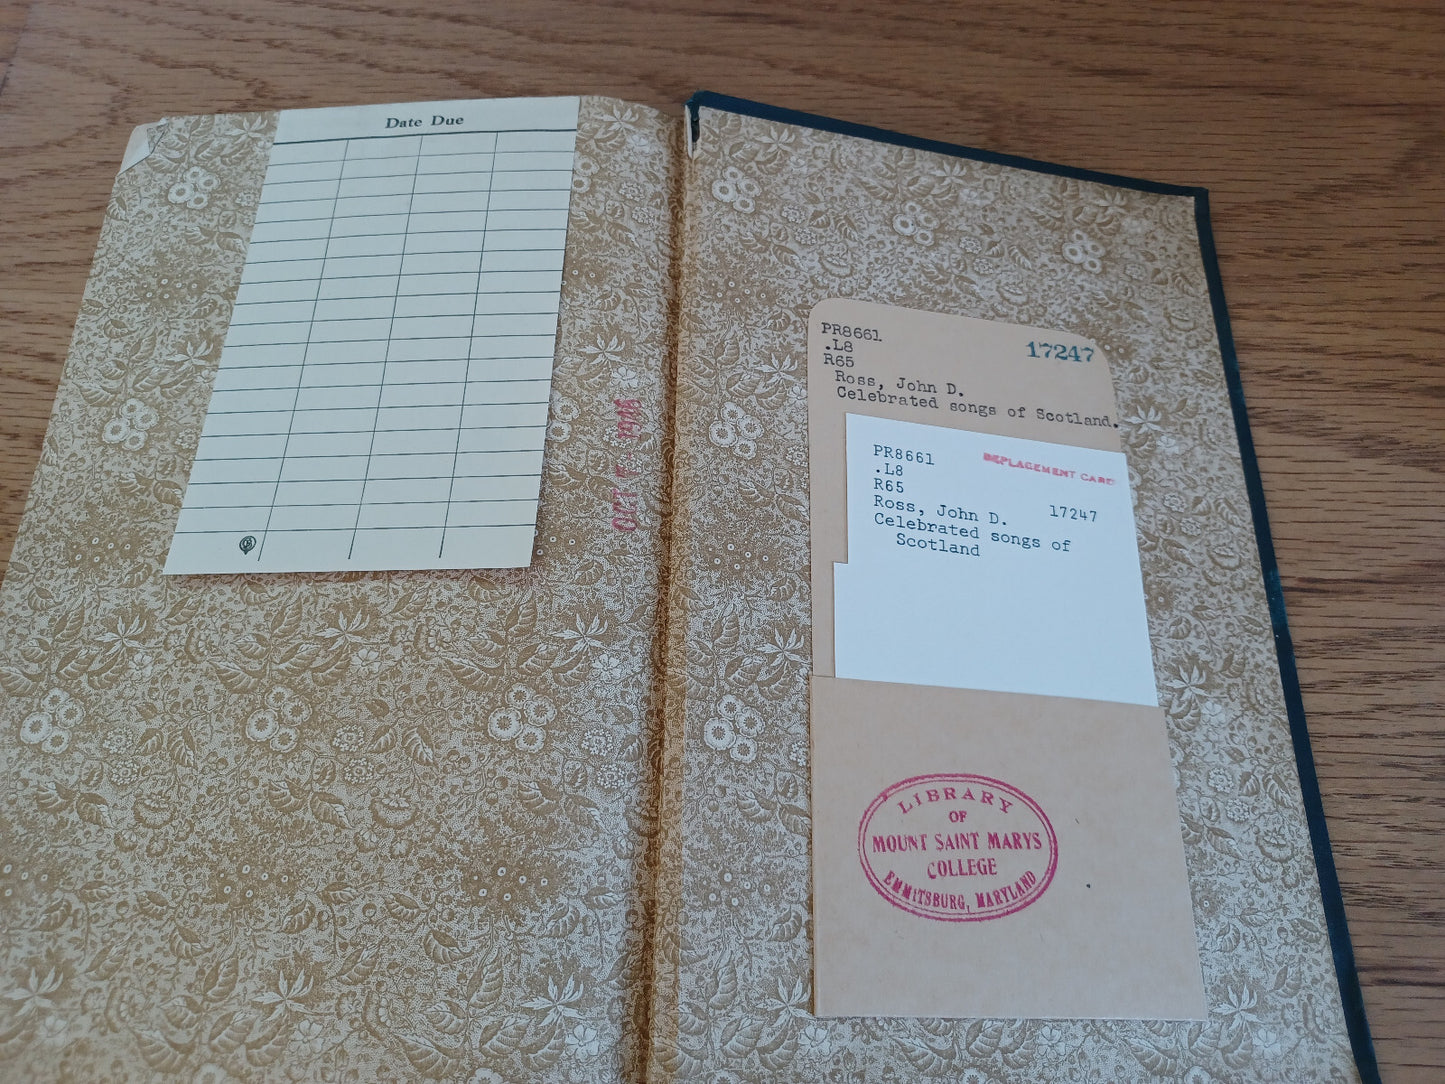 Date Due
PR8661
.L8
R65
Ross, John D.
Celebrated songs of Scotland.
17247
PR8661
.L8
R65
Ross, John D.
Celebrated songs of
Scotland
17247
REPLACEMENT CARD
LIBRARY
OF
MOUNT SAINT MARYS
COLLEGE
EMMITSBURG, MARYLAND